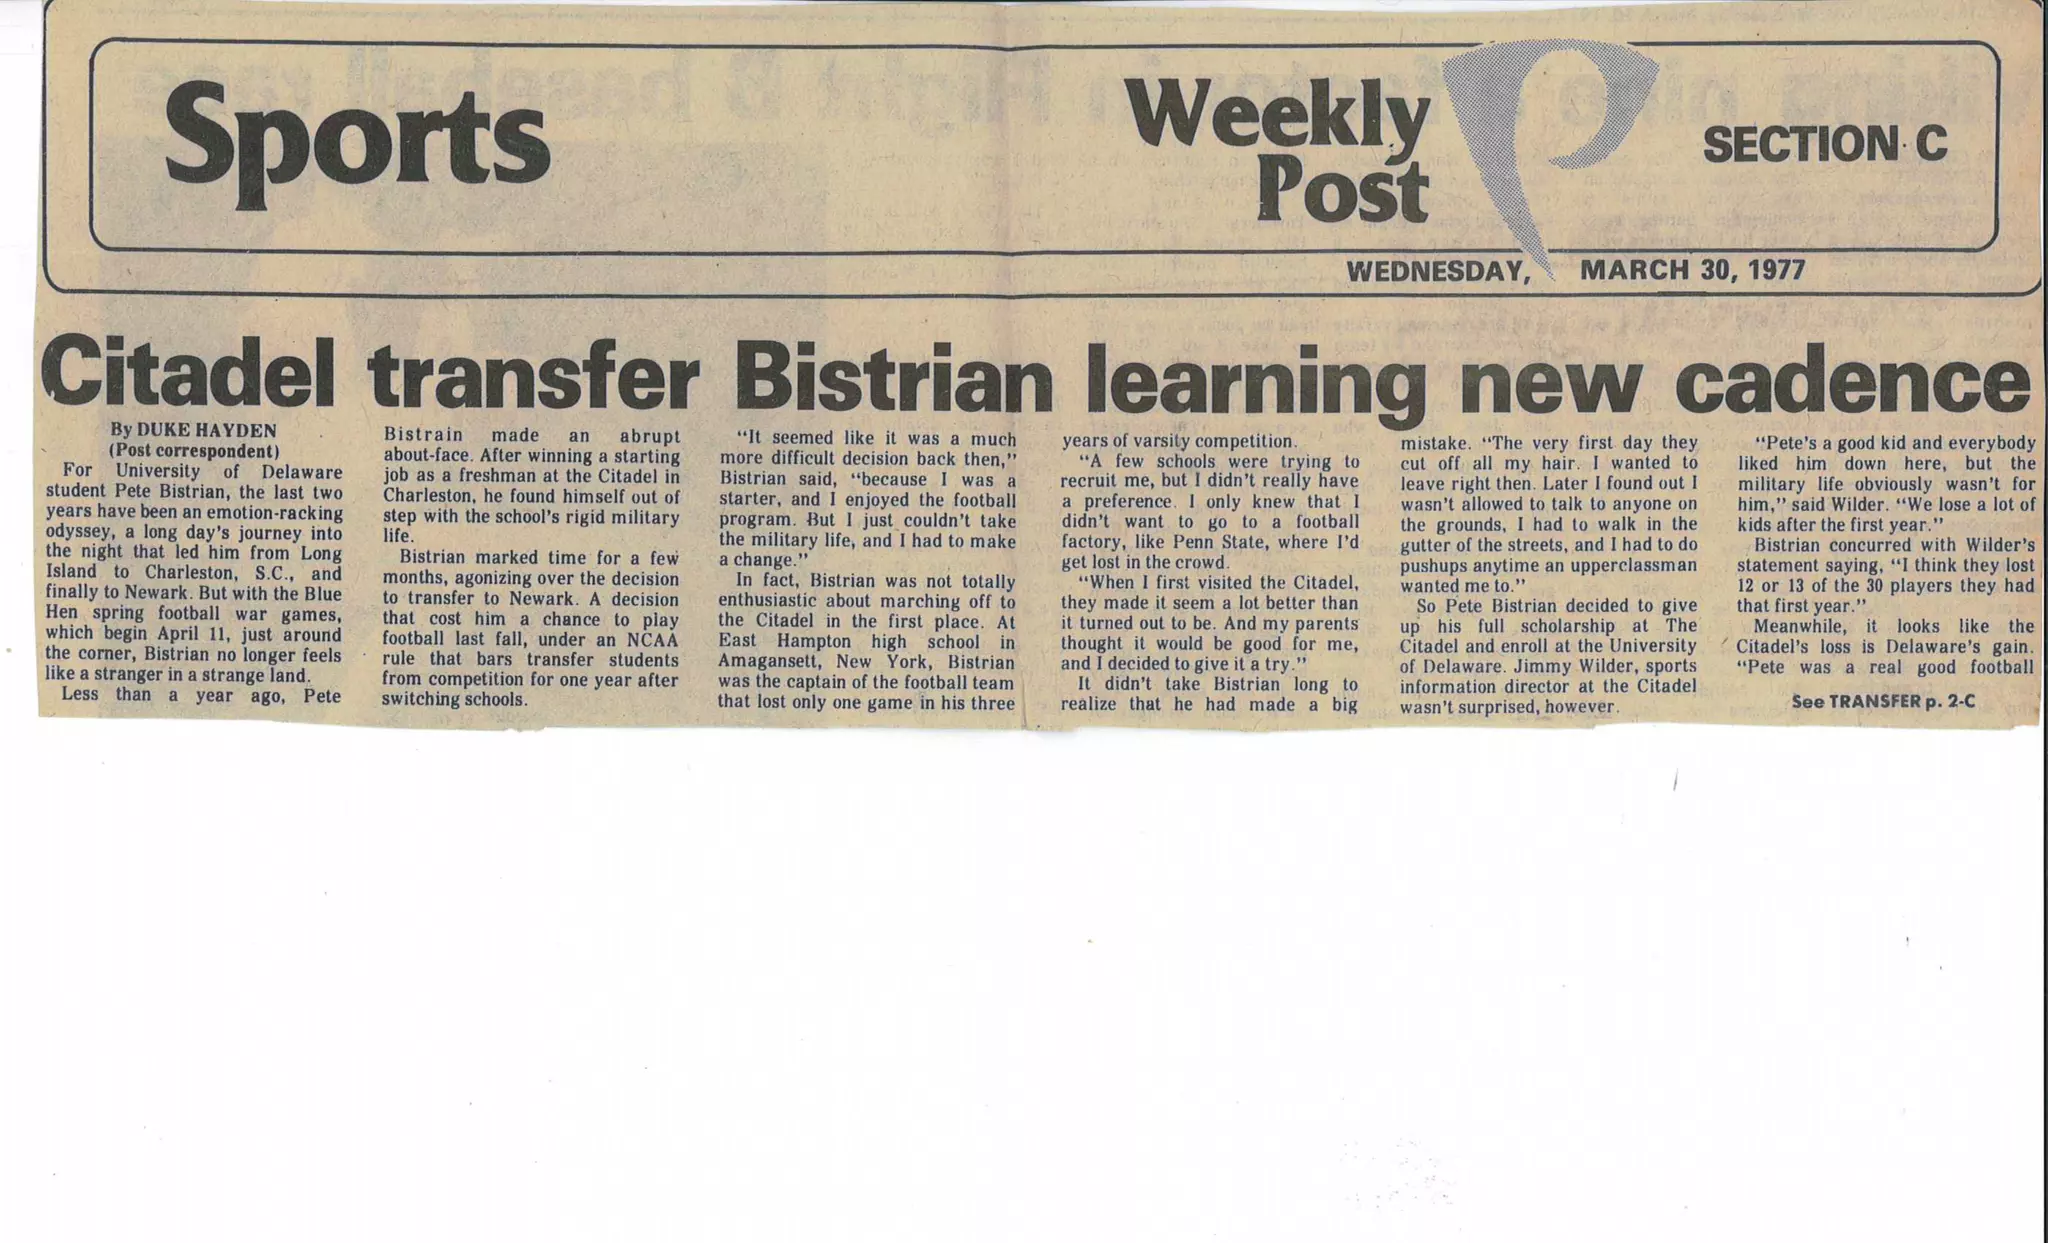 Sports
Weekly
Post
SECTION C
WEDNESDAY, MARCH 30, 1977
Citadel transfer Bistrian learning new cadence
By DUKE HAYDEN
(Post correspondent)
For University of Delaware
student Pete Bistrian, the last two
years have been an emotion-racking
odyssey, a long day's journey into
the night that led him from Long
Island to Charleston, S.C., and
finally to Newark. But with the Blue
Hen spring football war games,
which begin April 11, just around
the corner, Bistrian no longer feels
like a stranger in a strange land.
Less than a year ago, Pete
Bistrain made an abrupt
about-face. After winning a starting
job as a freshman at the Citadel in
Charleston, he found himself out of
step with the school's rigid military
life.
Bistrian marked time for a few
months, agonizing over the decision
to transfer to Newark. A decision
that cost him a chance to play
football last fall, under an NCAA
rule that bars transfer students
from competition for one year after
switching schools.
"It seemed like it was a much
more difficult decision back then,"
Bistrian said, "because I was a
starter, and I enjoyed the football
program. But I just couldn't take
the military life, and I had to make
a change."
In fact, Bistrian was not totally
enthusiastic about marching off to
the Citadel in the first place. At
East Hampton high school in
Amagansett, New York, Bistrian
was the captain of the football team
that lost only one game in his three
years of varsity competition.
"A few schools were trying to
recruit me, but I didn't really have
a preference. I only knew that I
didn't want to go to a football
factory, like Penn State, where I'd
get lost in the crowd.
"When I first visited the Citadel,
they made it seem a lot better than
it turned out to be. And my parents
thought it would be good for me,
and I decided to give it a try."
It didn't take Bistrian long to
realize that he had made a big
mistake. "The very first day they
cut off all my hair. I wanted to
leave right then. Later I found out I
wasn't allowed to talk to anyone on
the grounds, I had to walk in the
gutter of the streets, and I had to do
pushups anytime an upperclassman
wanted me to."
So Pete Bistrian decided to give
up his full scholarship at The
Citadel and enroll at the University
of Delaware. Jimmy Wilder, sports
information director at the Citadel
wasn't surprised, however.
"Pete's a good kid and everybody
liked him down here, but the
military life obviously wasn't for
him," said Wilder. "We lose a lot of
kids after the first year."
Bistrian concurred with Wilder's
statement saying, "I think they lost
12 or 13 of the 30 players they had
that first year."
Meanwhile, it looks like the
Citadel's loss is Delaware's gain.
"Pete was a real good football
See TRANSFER p. 2-C